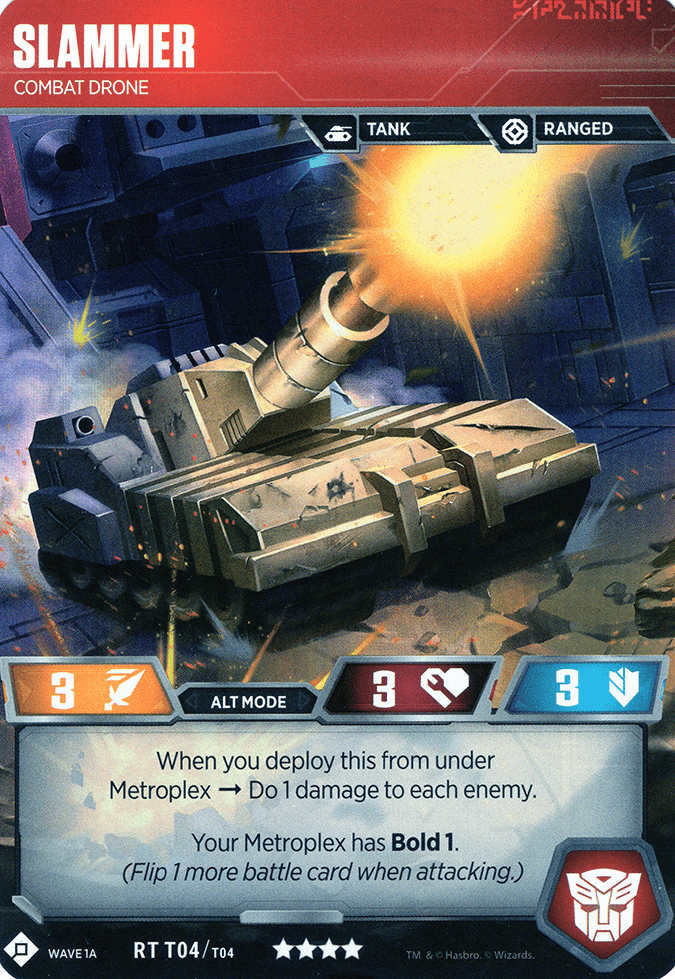 SLAMMER
COMBAT DRONE
TANK
RANGED
3
ALT MODE
3
3
When you deploy this from under
Metroplex → Do 1 damage to each enemy.
Your Metroplex has Bold 1.
(Flip 1 more battle card when attacking.)
WAVE 1A
RT T04/T04
TM & © Hasbro. © Wizards.